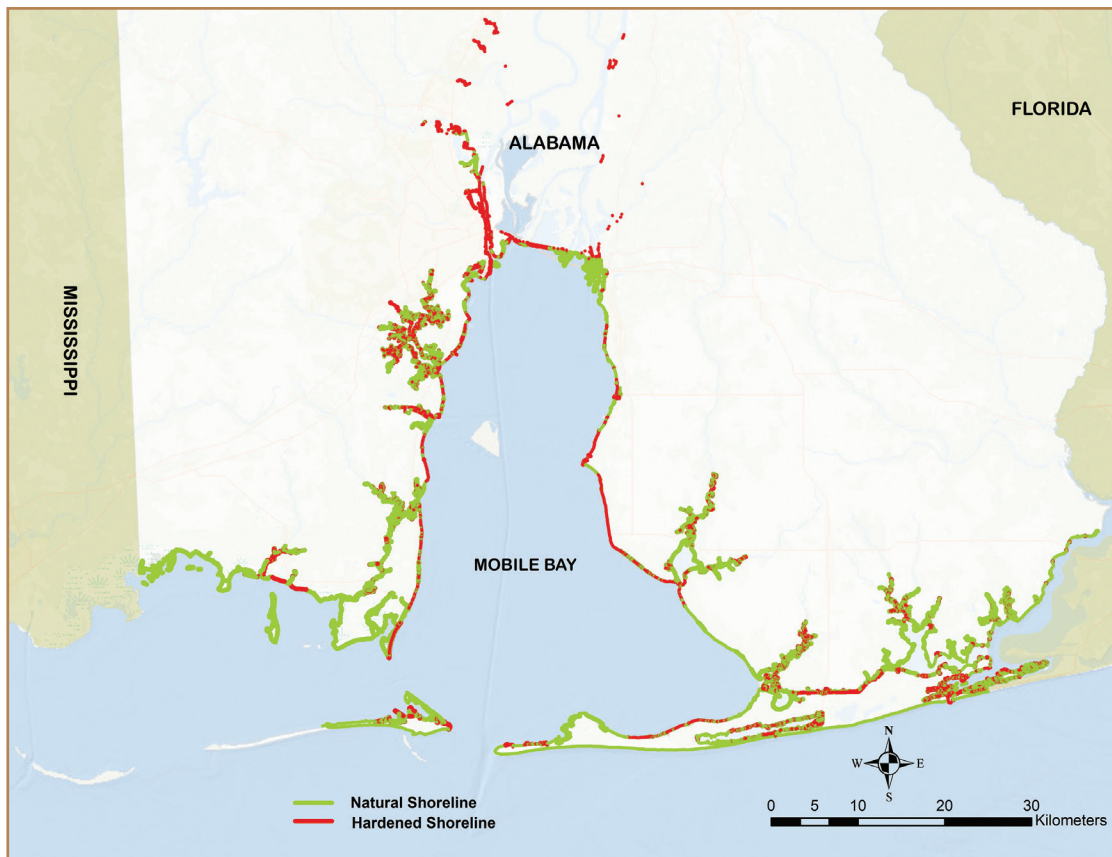 FLORIDA
ALABAMA
MISSISSIPPI
MOBILE BAY
N
W E
S
Natural Shoreline
Hardened Shoreline
0 5 10 20 30
Kilometers